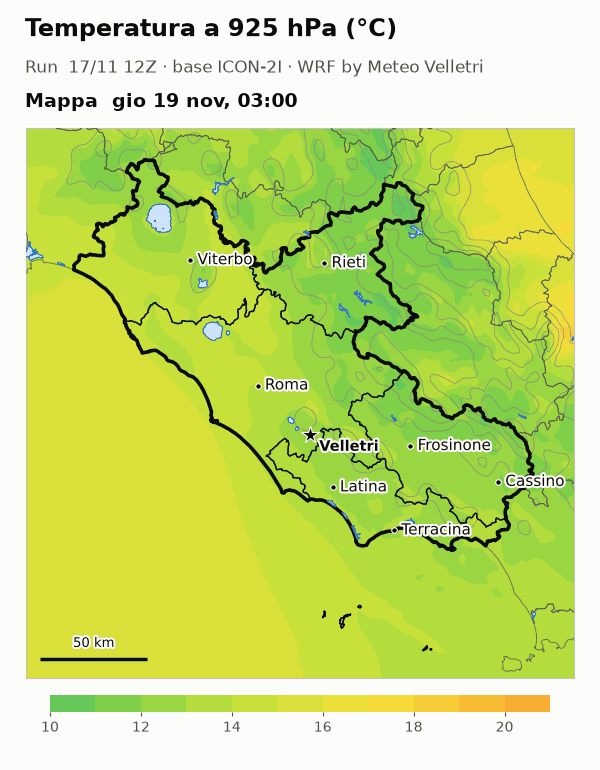 Temperatura a 925 hPa (°C)
Run  17/11 12Z · base ICON-2I · WRF by Meteo Velletri
Mappa  gio 19 nov, 03:00
Viterbo
Rieti
Roma
Velletri
Frosinone
Cassino
Latina
Terracina
50 km
10 12 14 16 18 20